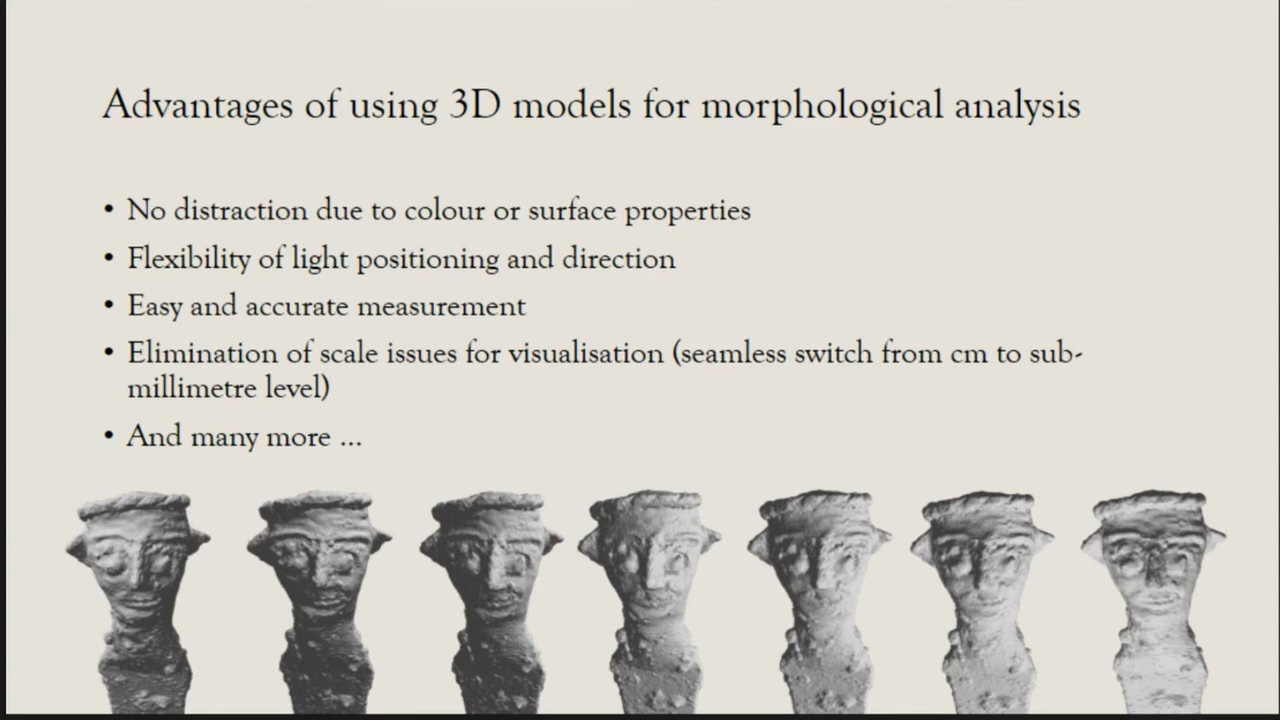 Advantages of using 3D models for morphological analysis
• No distraction due to colour or surface properties
• Flexibility of light positioning and direction
• Easy and accurate measurement
• Elimination of scale issues for visualisation (seamless switch from cm to sub-
millimetre level)
• And many more ...